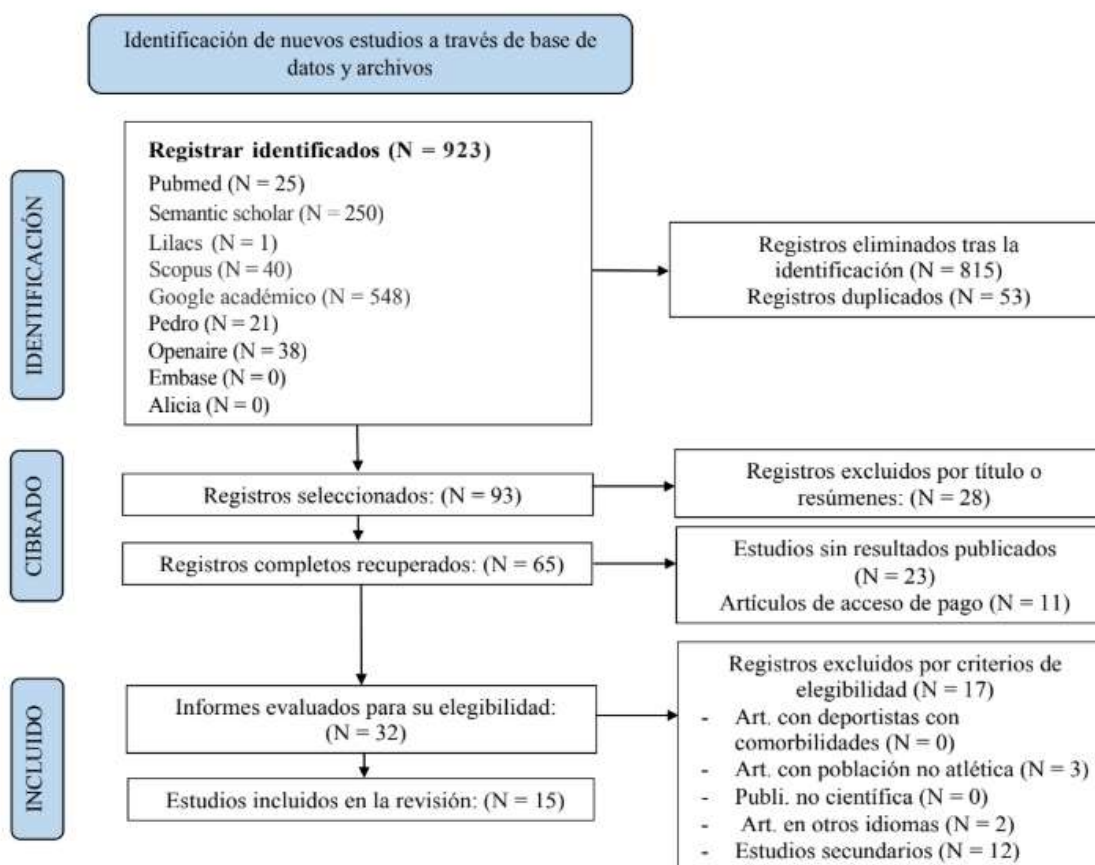 Identificación de nuevos estudios a través de base de
datos y archivos
IDENTIFICACIÓN
Registrar identificados (N = 923)
Pubmed (N = 25)
Semantic scholar (N = 250)
Lilacs (N = 1)
Scopus (N = 40)
Google académico (N = 548)
Pedro (N = 21)
Openaire (N = 38)
Embase (N = 0)
Alicia (N = 0)
Registros eliminados tras la
identificación (N = 815)
Registros duplicados (N = 53)
CIBRADO
Registros seleccionados: (N = 93)
Registros excluidos por título o
resúmenes: (N = 28)
Registros completos recuperados: (N = 65)
Estudios sin resultados publicados
(N = 23)
Artículos de acceso de pago (N = 11)
INCLUIDO
Informes evaluados para su elegibilidad:
(N = 32)
Estudios incluidos en la revisión: (N = 15)
Registros excluidos por criterios de
elegibilidad (N = 17)
- Art. con deportistas con
comorbilidades (N = 0)
- Art. con población no atlética (N = 3)
- Publi. no científica (N = 0)
- Art. en otros idiomas (N = 2)
- Estudios secundarios (N = 12)